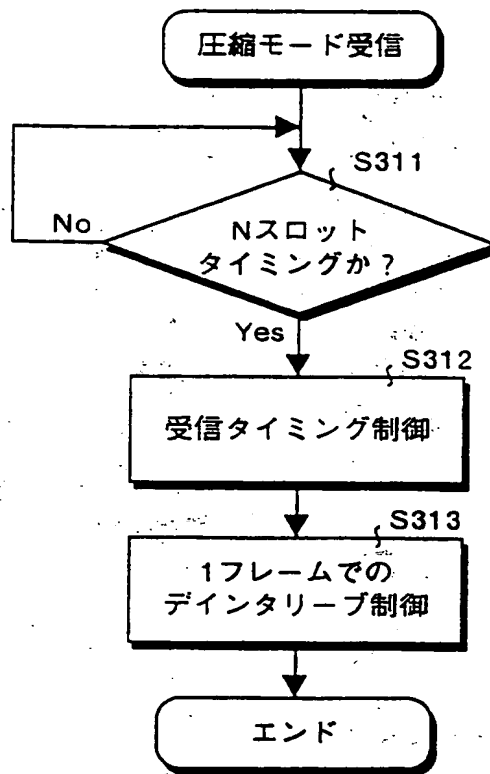 圧縮モード受信
S311
No
Nスロット
タイミングか?
Yes
S312
受信タイミング制御
S313
1フレームでの
デインタリーブ制御
エンド